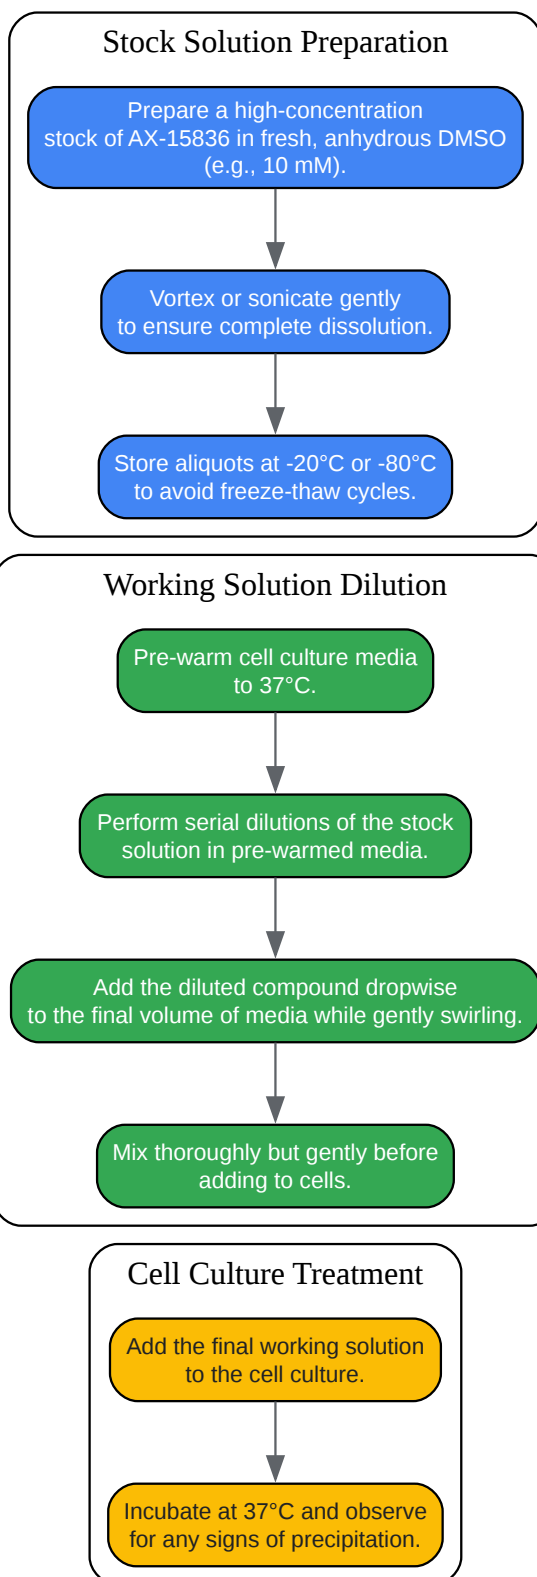 Stock Solution Preparation
Prepare a high-concentration
stock of AX-15836 in fresh, anhydrous DMSO
(e.g., 10 mM).
Vortex or sonicate gently
to ensure complete dissolution.
Store aliquots at -20°C or -80°C
to avoid freeze-thaw cycles.
Working Solution Dilution
Pre-warm cell culture media
to 37°C.
Perform serial dilutions of the stock
solution in pre-warmed media.
Add the diluted compound dropwise
to the final volume of media while gently swirling.
Mix thoroughly but gently before
adding to cells.
Cell Culture Treatment
Add the final working solution
to the cell culture.
Incubate at 37°C and observe
for any signs of precipitation.